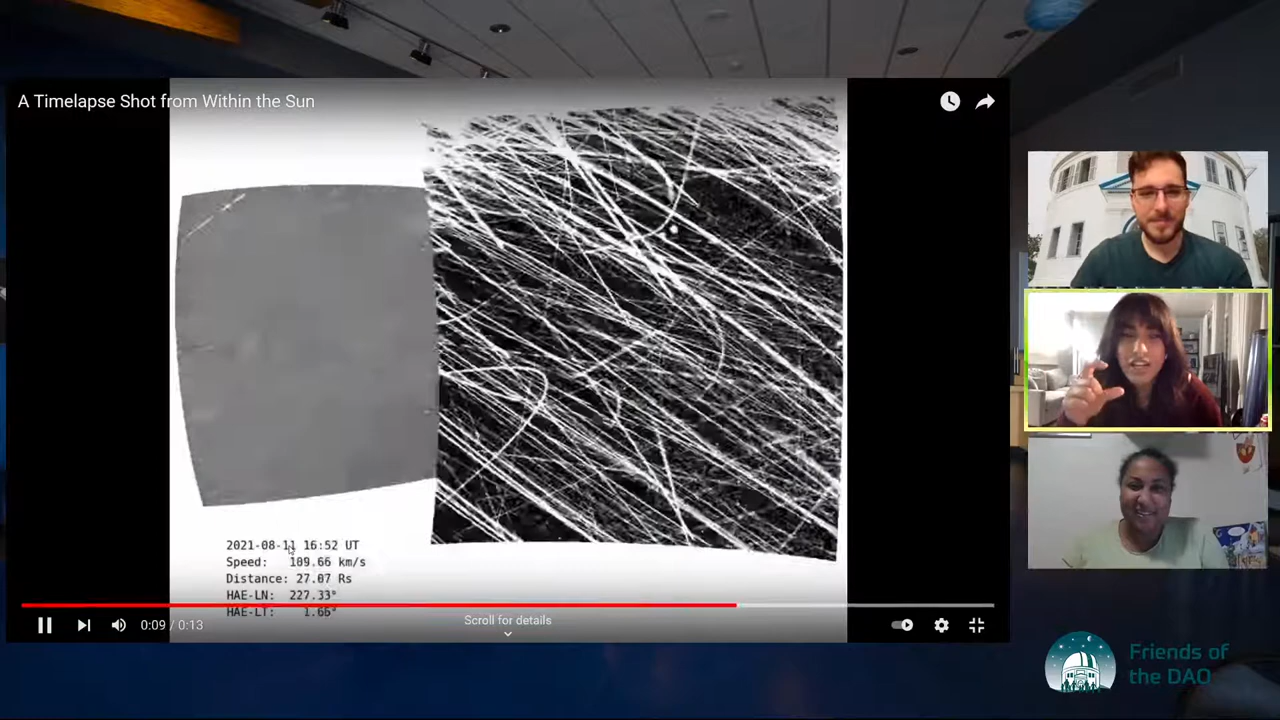 A Timelapse Shot from Within the Sun
2021-08-11 16:52 UT
Speed: 109.66 km/s
Distance: 27.07 Rs
HAE-LN: 227.33°
HAE-LT: 1.66°
0:09 / 0:13
Scroll for details
Friends of
the DAO